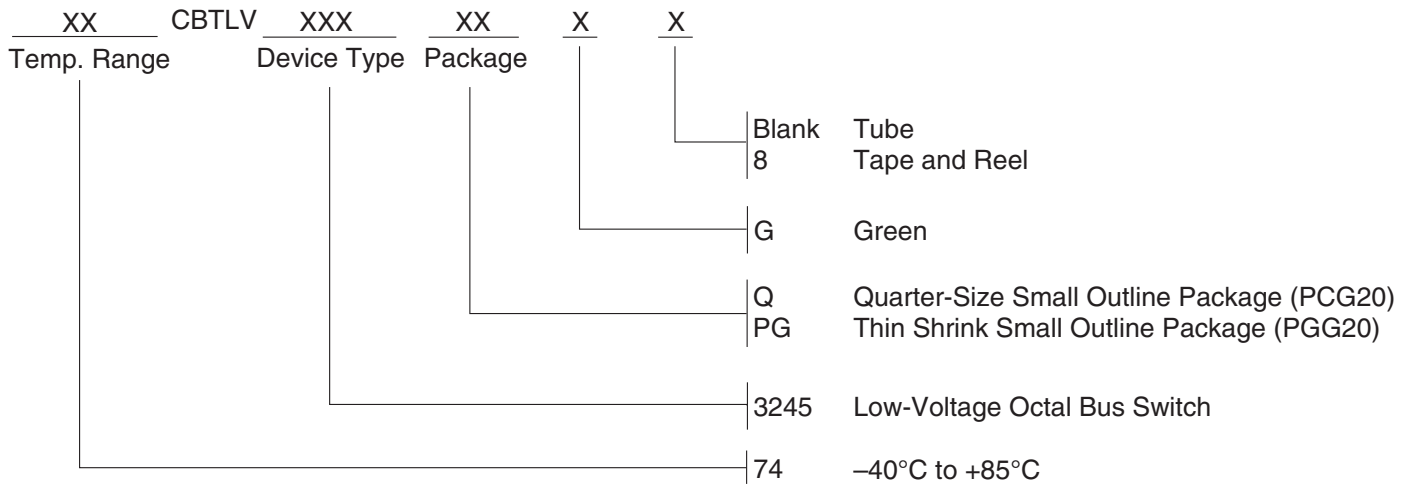 XX CBTLV XXX XX X X
Temp. Range Device Type Package
Blank Tube
8 Tape and Reel
G Green
Q Quarter-Size Small Outline Package (PCG20)
PG Thin Shrink Small Outline Package (PGG20)
3245 Low-Voltage Octal Bus Switch
74 –40°C to +85°C